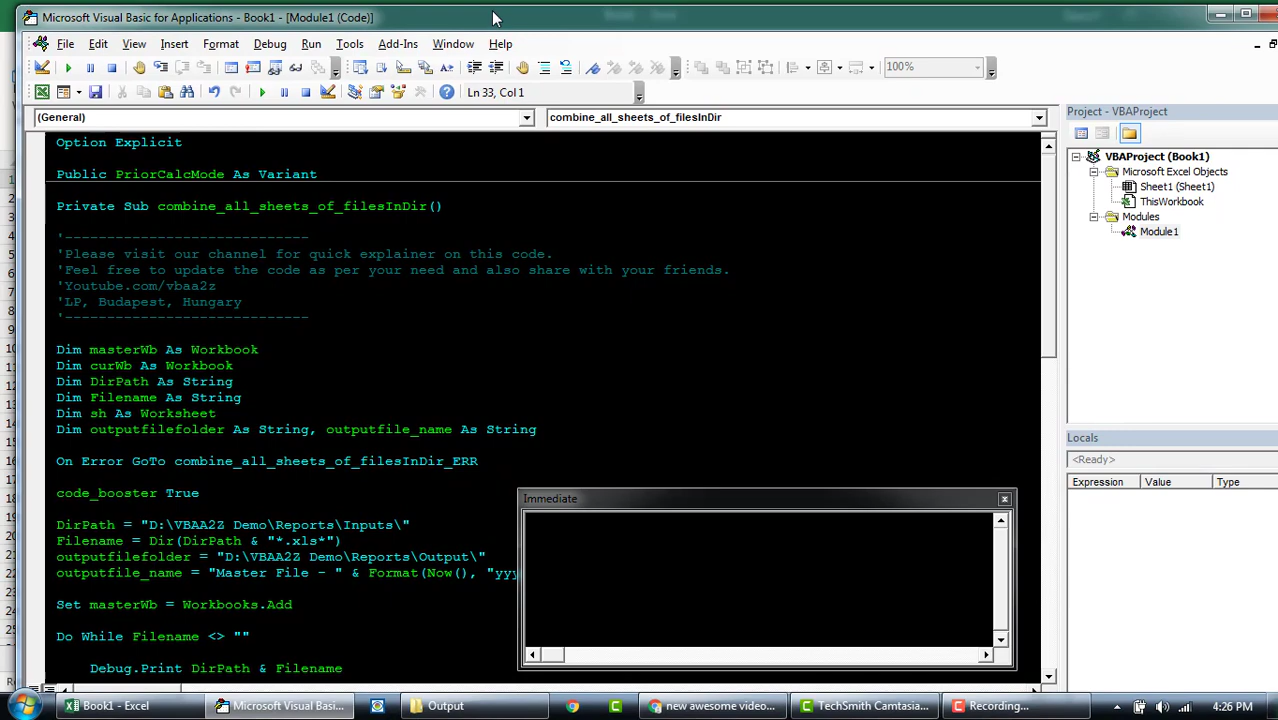 Microsoft Visual Basic for Applications - Book1 - [Module1 (Code)]
File Edit View Insert Format Debug Run Tools Add-Ins Window Help
100%
Ln 33, Col 1
(General)
combine_all_sheets_of_filesInDir
Option Explicit
Public PriorCalcMode As Variant
Private Sub combine_all_sheets_of_filesInDir()
'------------------------------
'Please visit our channel for quick explainer on this code.
'Feel free to update the code as per your need and also share with your friends.
'Youtube.com/vbaa2z
'LP, Budapest, Hungary
'------------------------------
Dim masterWb As Workbook
Dim curWb As Workbook
Dim DirPath As String
Dim Filename As String
Dim sh As Worksheet
Dim outputfilefolder As String, outputfile_name As String
On Error GoTo combine_all_sheets_of_filesInDir_ERR
code_booster True
DirPath = "D:\VBAA2Z Demo\Reports\Inputs\"
Filename = Dir(DirPath & "*.xls*")
outputfilefolder = "D:\VBAA2Z Demo\Reports\Output\"
outputfile_name = "Master File - " & Format(Now(), "yyy
Set masterWb = Workbooks.Add
Do While Filename <> ""
Debug.Print DirPath & Filename
Immediate
Project - VBAProject
VBAProject (Book1)
Microsoft Excel Objects
Sheet1 (Sheet1)
ThisWorkbook
Modules
Module1
Locals
<Ready>
Expression Value Type
Book1 - Excel
Microsoft Visual Basi...
Output
new awesome video...
TechSmith Camtasia...
Recording...
4:26 PM